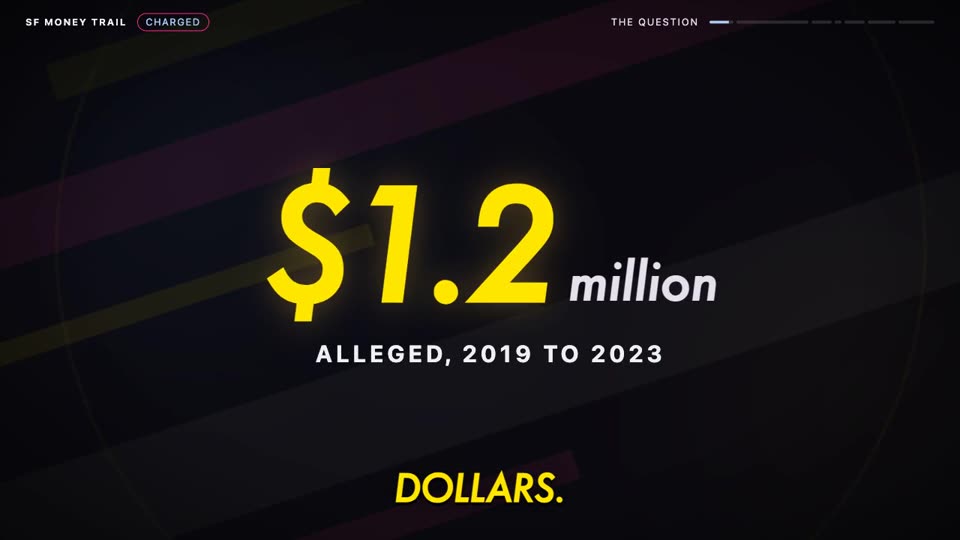 SF MONEY TRAIL CHARGED THE QUESTION
$1.2 million
ALLEGED, 2019 TO 2023
DOLLARS.